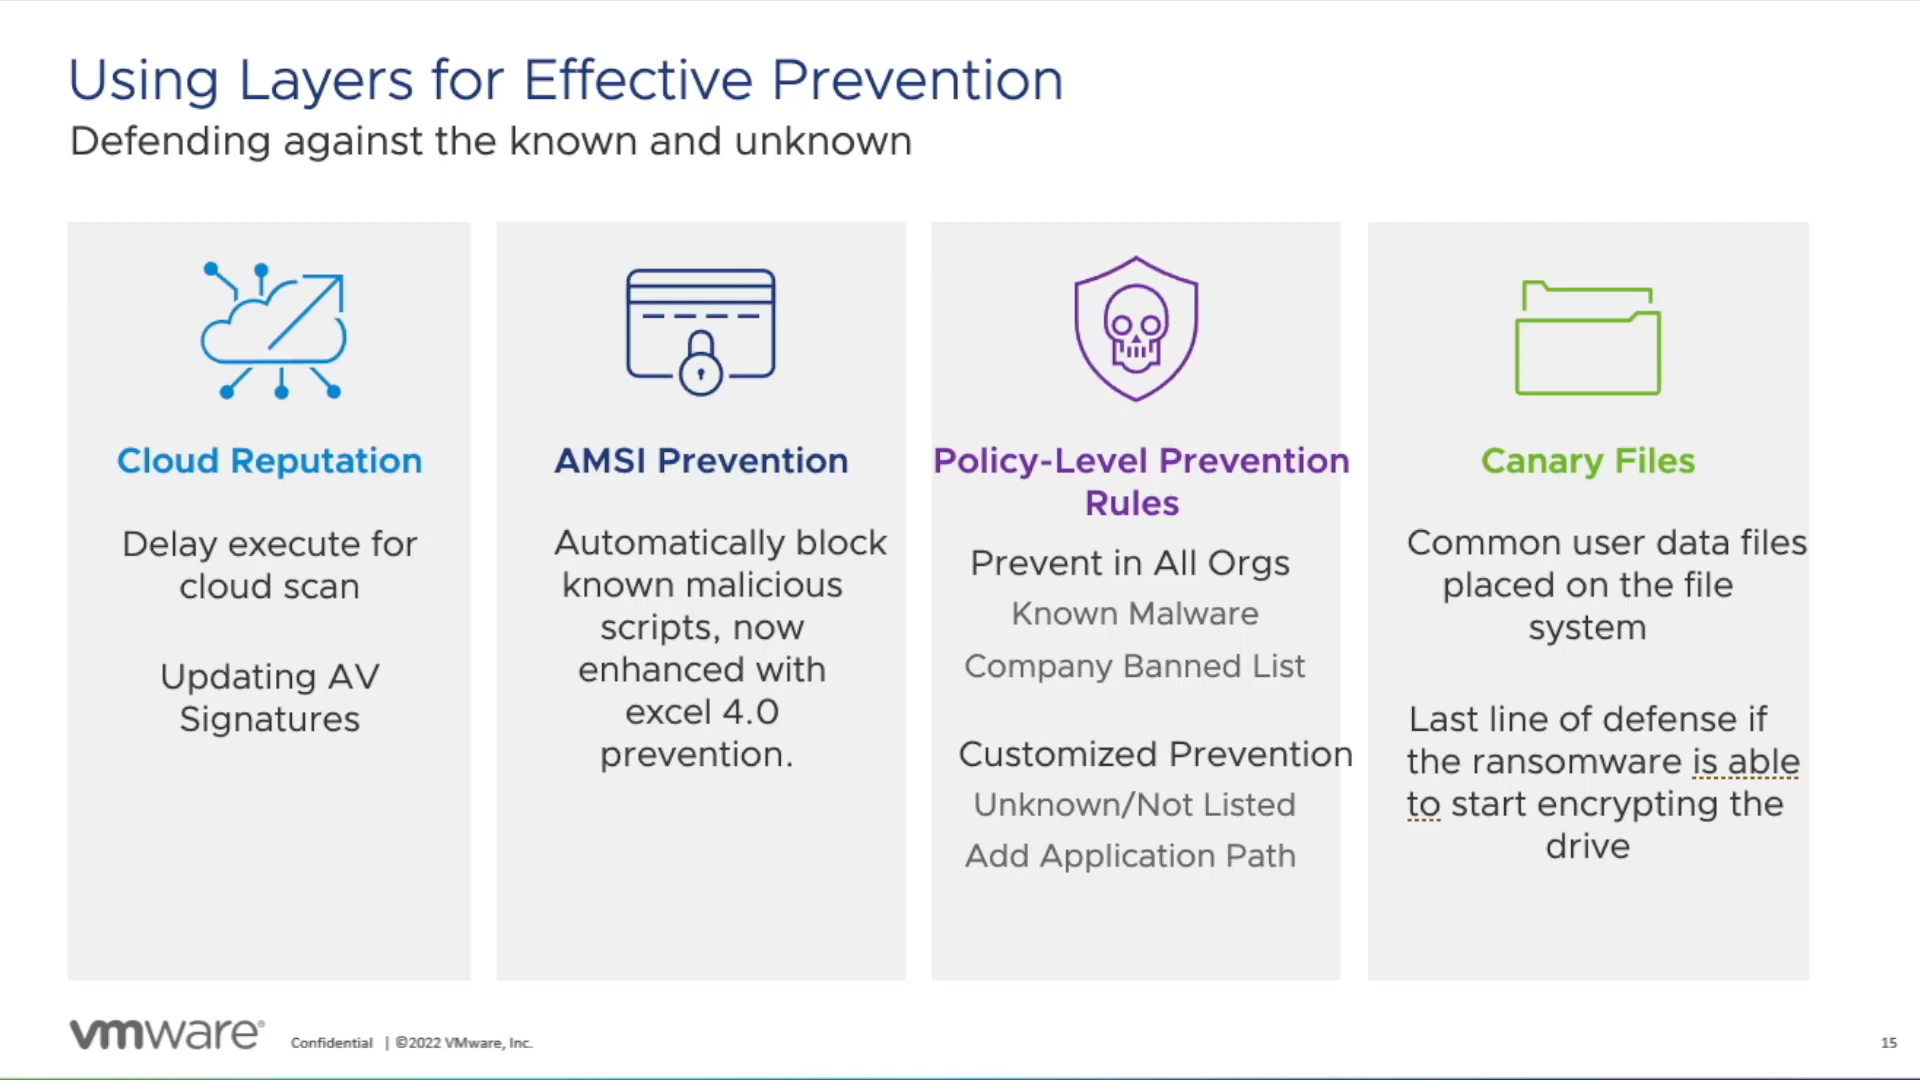 Using Layers for Effective Prevention
Defending against the known and unknown
Cloud Reputation
Delay execute for
cloud scan
Updating AV
Signatures
AMSI Prevention
Automatically block
known malicious
scripts, now
enhanced with
excel 4.0
prevention.
Policy-Level Prevention
Rules
Prevent in All Orgs
Known Malware
Company Banned List
Customized Prevention
Unknown/Not Listed
Add Application Path
Canary Files
Common user data files
placed on the file
system
Last line of defense if
the ransomware is able
to start encrypting the
drive
vmware®
Confidential | ©2022 VMware, Inc.
15